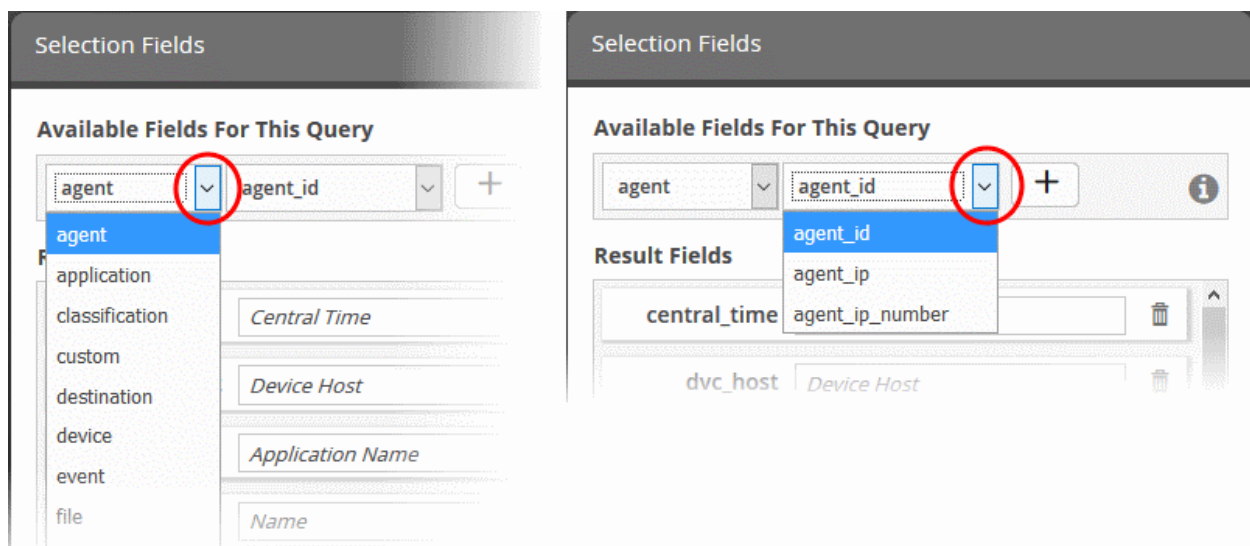 Selection Fields
Available Fields For This Query
agent
agent_id
+
agent
application
classification
custom
destination
device
event
file
Central Time
Device Host
Application Name
Name
Selection Fields
Available Fields For This Query
agent
agent_id
+
agent_id
agent_ip
agent_ip_number
Result Fields
central_time
dvc_host
Device Host